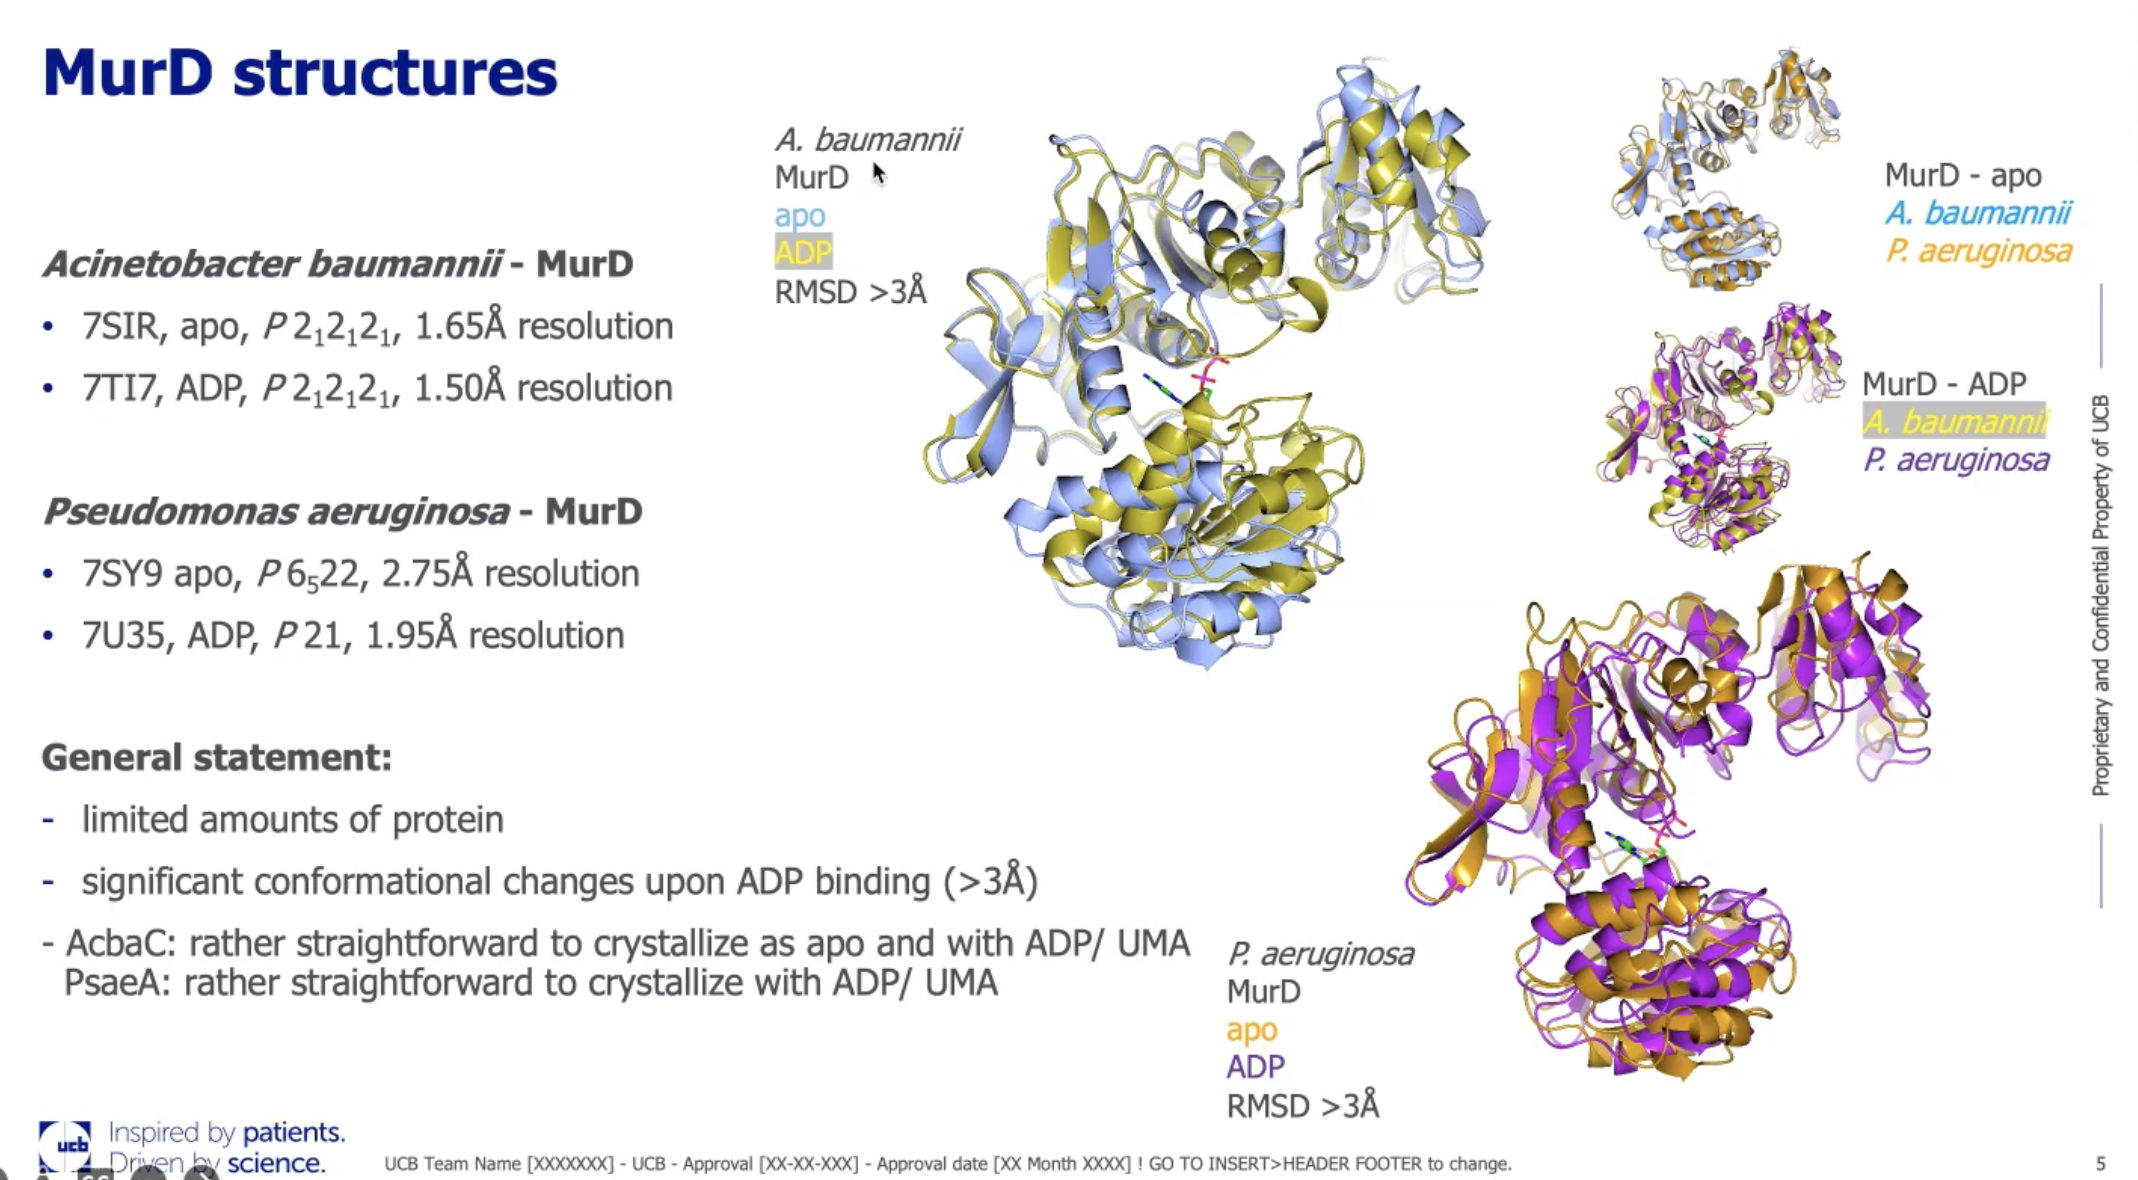 MurD structures
Acinetobacter baumannii - MurD
• 7SIR, apo, P 2₁2₁2₁, 1.65Å resolution
• 7TI7, ADP, P 2₁2₁2₁, 1.50Å resolution
Pseudomonas aeruginosa - MurD
• 7SY9 apo, P 6₅22, 2.75Å resolution
• 7U35, ADP, P 21, 1.95Å resolution
General statement:
- limited amounts of protein
- significant conformational changes upon ADP binding (>3Å)
- AcbaC: rather straightforward to crystallize as apo and with ADP/ UMA
PsaeA: rather straightforward to crystallize with ADP/ UMA
A. baumannii
MurD
apo
ADP
RMSD >3Å
MurD - apo
A. baumannii
P. aeruginosa
MurD - ADP
A. baumannii
P. aeruginosa
P. aeruginosa
MurD
apo
ADP
RMSD >3Å
Proprietary and Confidential Property of UCB
ucb
Inspired by patients.
Driven by science.
UCB Team Name [XXXXXXX] - UCB - Approval [XX-XX-XXX] - Approval date [XX Month XXXX] ! GO TO INSERT>HEADER FOOTER to change.
5